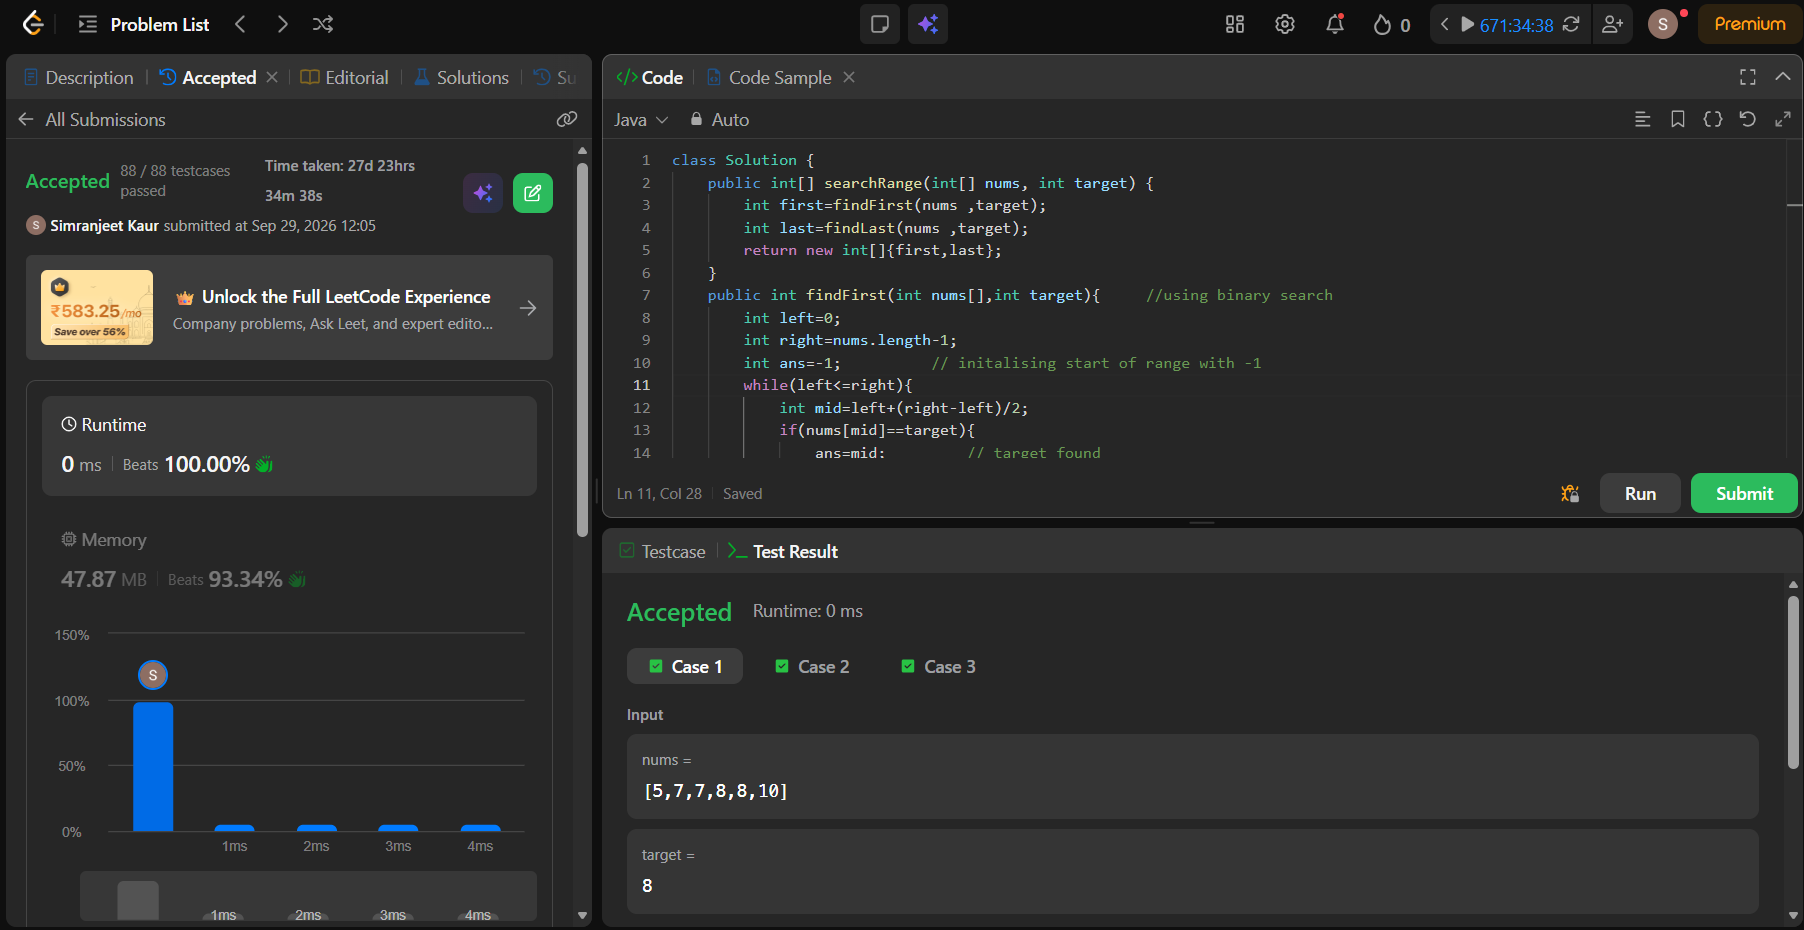 Problem List
0
671:34:38
S
Premium
Description
Accepted
Editorial
Solutions
Su
All Submissions
Accepted
88 / 88 testcases
passed
Time taken: 27d 23hrs
34m 38s
S
Simranjeet Kaur submitted at Sep 29, 2026 12:05
₹583.25/mo
Save over 56%
Unlock the Full LeetCode Experience
Company problems, Ask Leet, and expert edito...
Runtime
0 ms
Beats 100.00%
Memory
47.87 MB
Beats 93.34%
150%
S
100%
50%
0%
1ms 2ms 3ms 4ms
1ms 2ms 3ms 4ms
</> Code
Code Sample
Java
Auto
1 class Solution {
2 public int[] searchRange(int[] nums, int target) {
3 int first=findFirst(nums ,target);
4 int last=findLast(nums ,target);
5 return new int[]{first,last};
6 }
7 public int findFirst(int nums[],int target){ //using binary search
8 int left=0;
9 int right=nums.length-1;
10 int ans=-1; // initalising start of range with -1
11 while(left<=right){
12 int mid=left+(right-left)/2;
13 if(nums[mid]==target){
14 ans=mid; // target found
Ln 11, Col 28
Saved
Run
Submit
Testcase
Test Result
Accepted
Runtime: 0 ms
Case 1
Case 2
Case 3
Input
nums =
[5,7,7,8,8,10]
target =
8